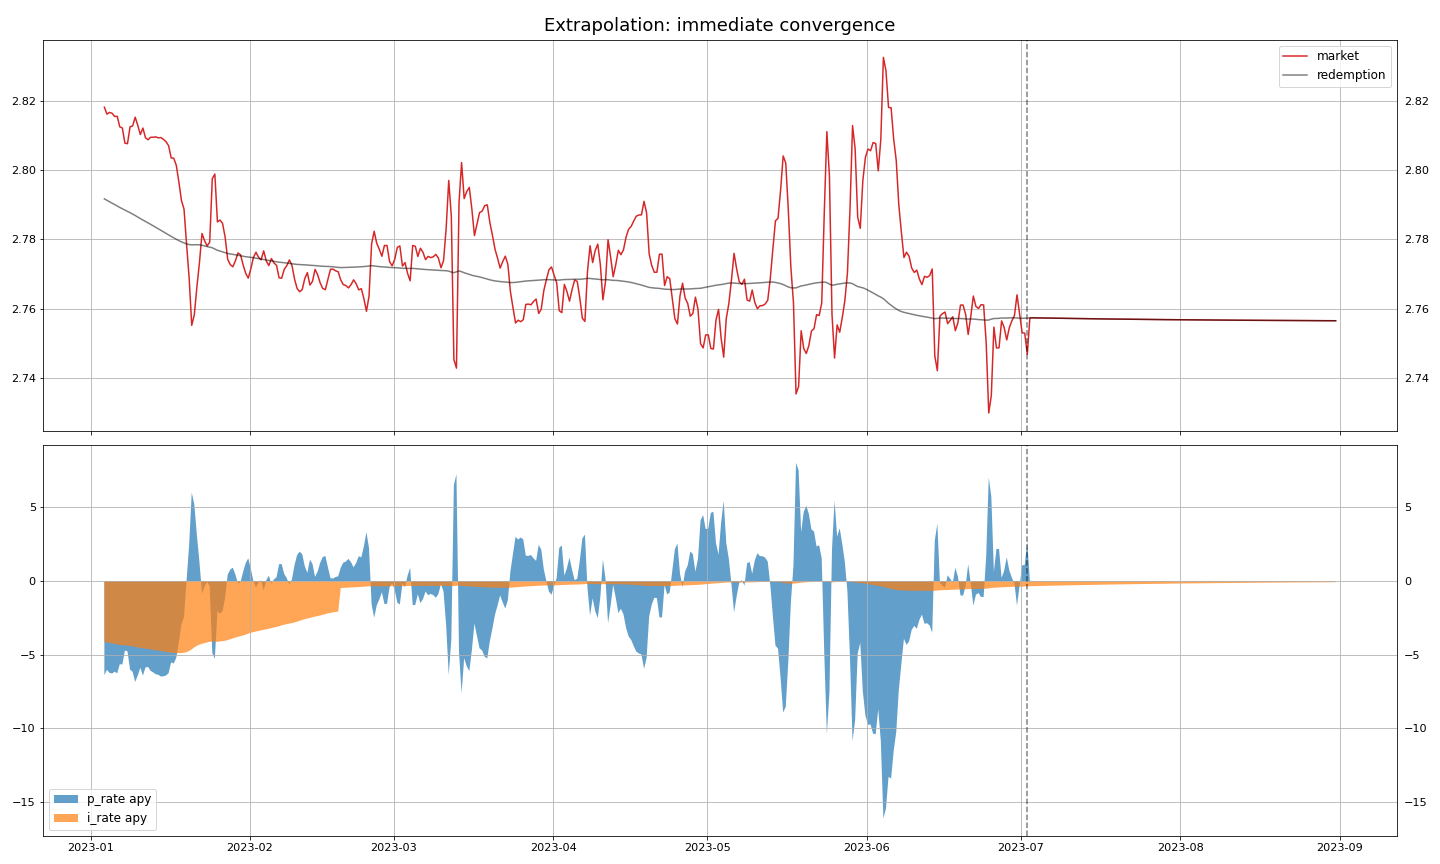 Extrapolation: immediate convergence
market
redemption
2.82 2.82
2.80 2.80
2.78 2.78
2.76 2.76
2.74 2.74
5 5
0 0
−5 −5
−10 −10
−15 −15
p_rate apy
i_rate apy
2023-01 2023-02 2023-03 2023-04 2023-05 2023-06 2023-07 2023-08 2023-09